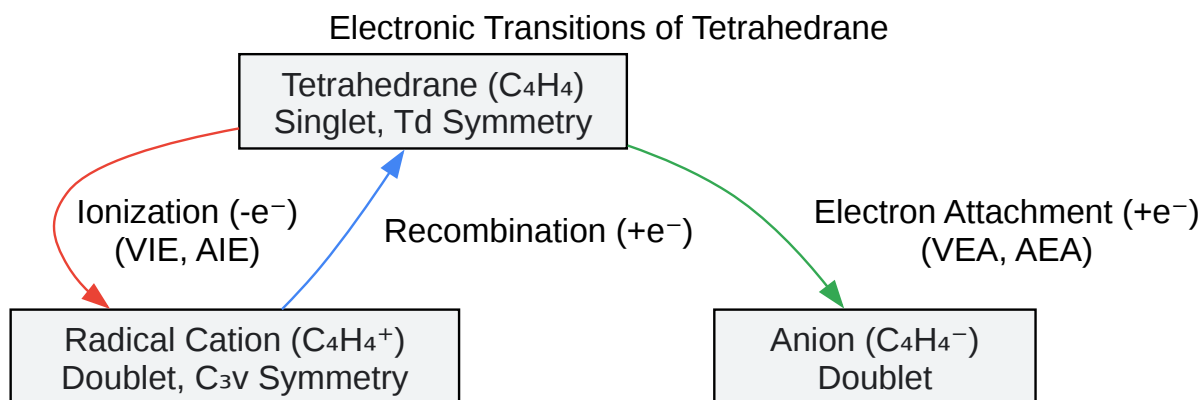 Electronic Transitions of Tetrahedrane
Tetrahedrane (C₄H₄)
Singlet, Td Symmetry
Ionization (-e⁻)
(VIE, AIE)
Recombination (+e⁻)
Electron Attachment (+e⁻)
(VEA, AEA)
Radical Cation (C₄H₄⁺)
Doublet, C₃v Symmetry
Anion (C₄H₄⁻)
Doublet